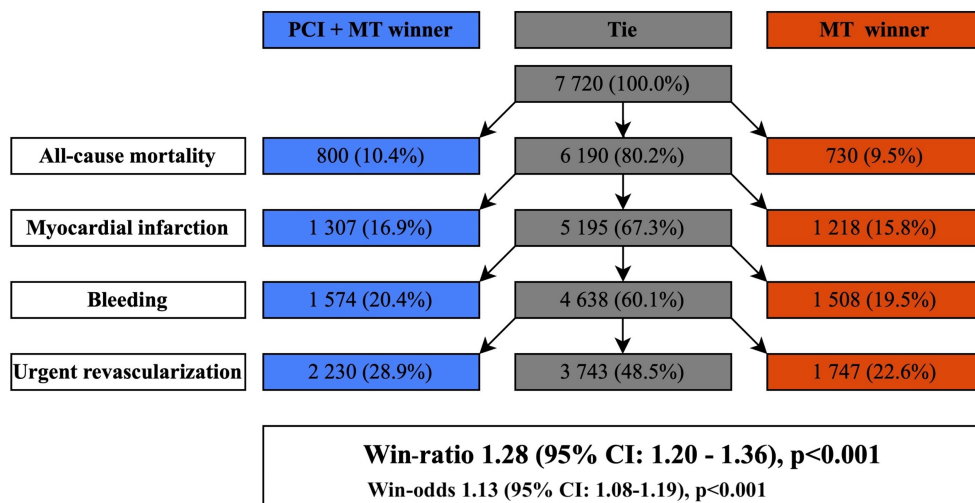 PCI + MT winner Tie MT winner
7 720 (100.0%)
All-cause mortality 800 (10.4%) 6 190 (80.2%) 730 (9.5%)
Myocardial infarction 1 307 (16.9%) 5 195 (67.3%) 1 218 (15.8%)
Bleeding 1 574 (20.4%) 4 638 (60.1%) 1 508 (19.5%)
Urgent revascularization 2 230 (28.9%) 3 743 (48.5%) 1 747 (22.6%)
Win-ratio 1.28 (95% CI: 1.20 - 1.36), p<0.001
Win-odds 1.13 (95% CI: 1.08-1.19), p<0.001